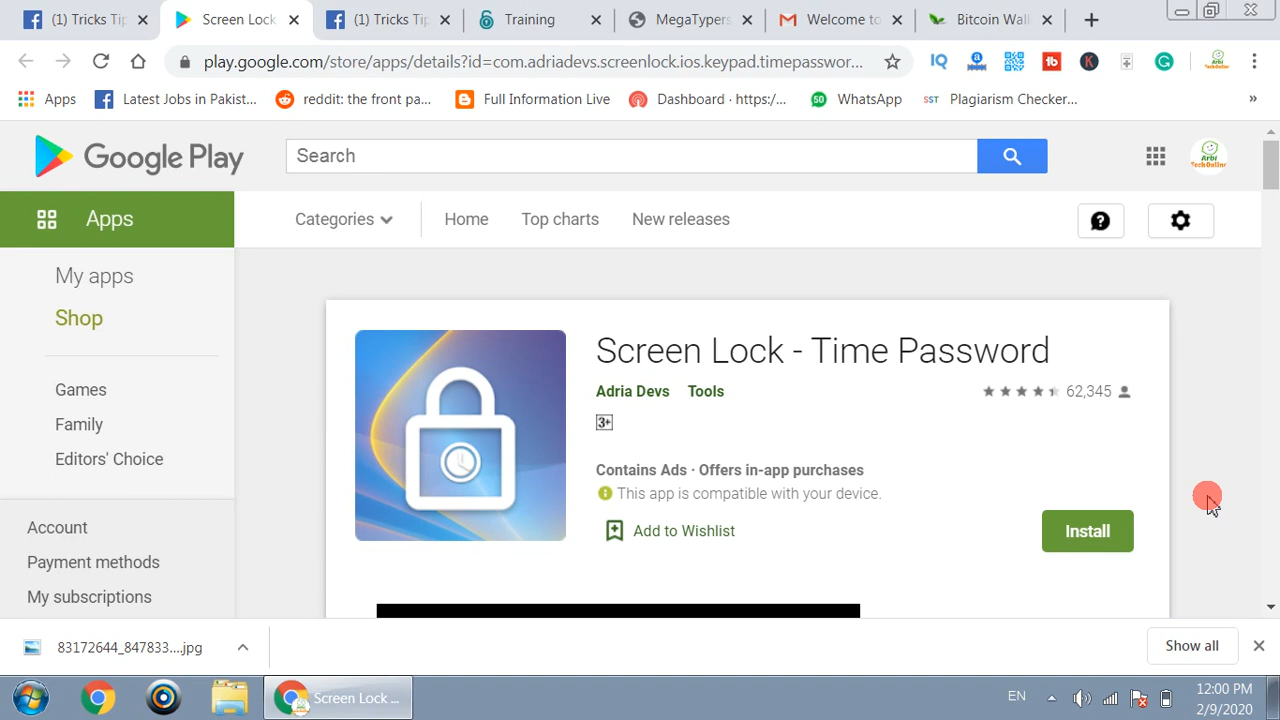 (1) Tricks Tip
Screen Lock
(1) Tricks Tip
Training
MegaTypers
Welcome to
Bitcoin Wall
play.google.com/store/apps/details?id=com.adriadevs.screenlock.ios.keypad.timepasswor...
Apps
Latest Jobs in Pakist...
reddit: the front pa...
Full Information Live
Dashboard - https:/...
50
WhatsApp
SST
Plagiarism Checker...
»
Google Play
Search
Arbi
TechOnline
Apps
Categories
Home
Top charts
New releases
My apps
Shop
Games
Family
Editors' Choice
Account
Payment methods
My subscriptions
Screen Lock - Time Password
Adria Devs Tools
62,345
3+
Contains Ads · Offers in-app purchases
This app is compatible with your device.
Add to Wishlist
Install
83172644_847833....jpg
Show all
Screen Lock ...
EN
12:00 PM
2/9/2020